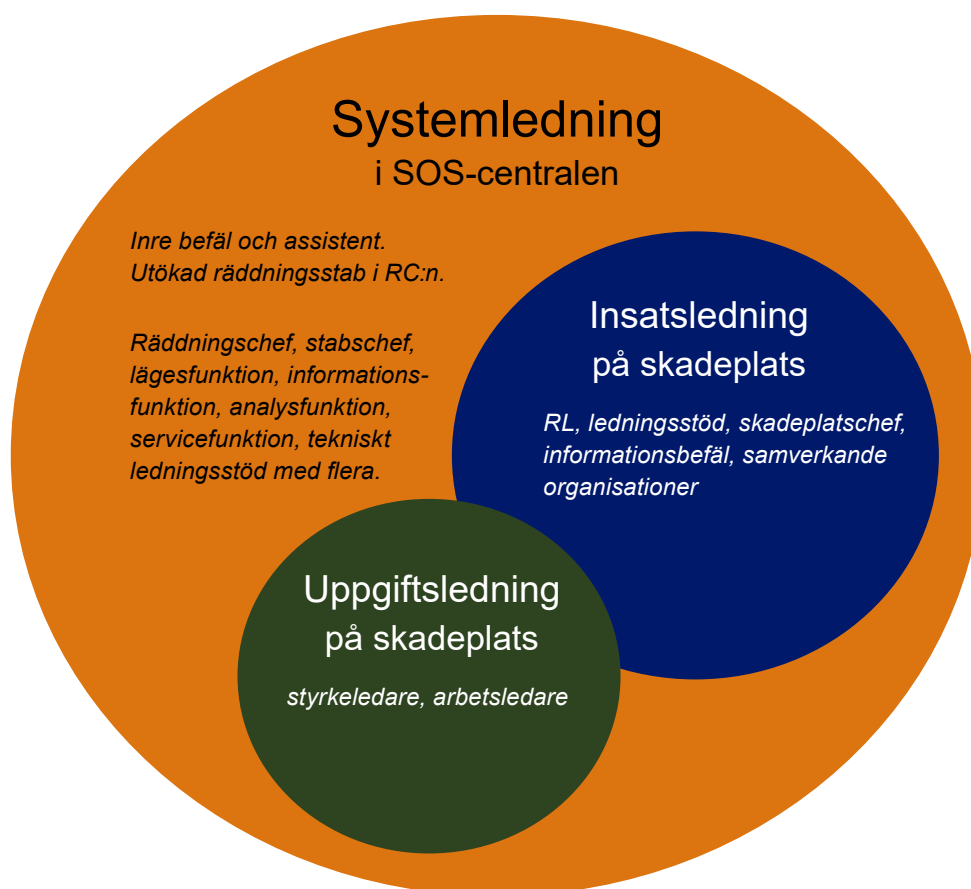 Systemledning
i SOS-centralen
Inre befäl och assistent.
Utökad räddningsstab i RC:n.
Räddningschef, stabschef,
lägesfunktion, informations-
funktion, analysfunktion,
servicefunktion, tekniskt
ledningsstöd med flera.
Insatsledning
på skadeplats
RL, ledningsstöd, skadeplatschef,
informationsbefäl, samverkande
organisationer
Uppgiftsledning
på skadeplats
styrkeledare, arbetsledare